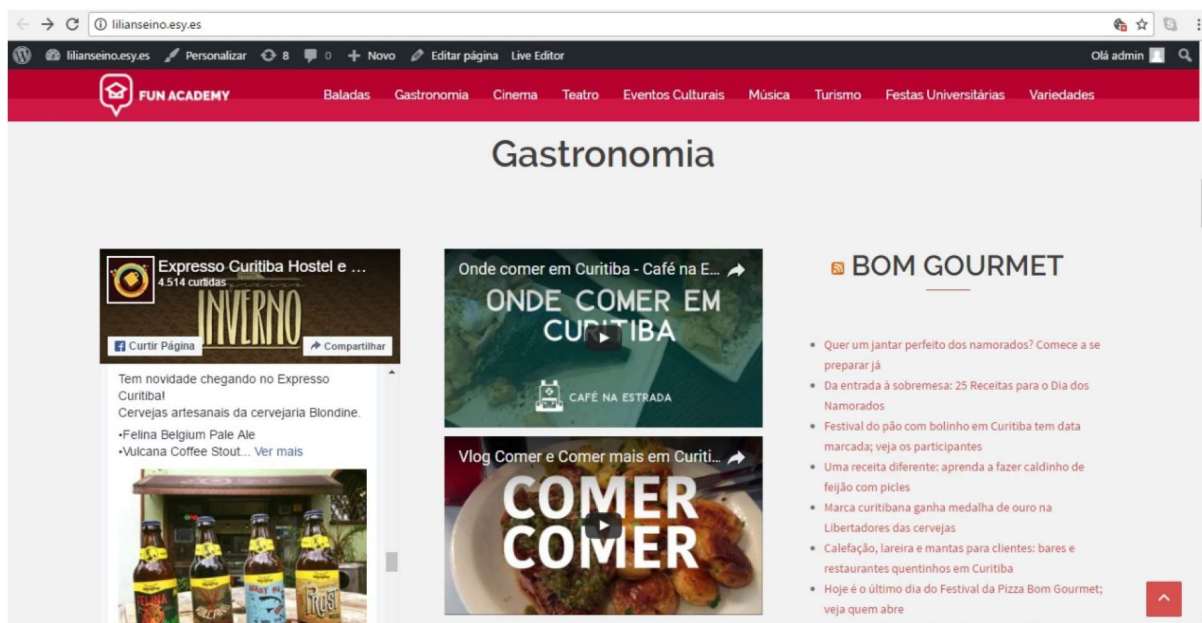 lilianseino.esy.es
lilianseino.esy.es Personalizar 8 0 Novo Editar página Live Editor Olá admin
FUN ACADEMY Baladas Gastronomia Cinema Teatro Eventos Culturais Música Turismo Festas Universitárias Variedades
Gastronomia
Expresso Curitiba Hostel e ...
4.514 curtidas
INVERNO
Curtir Página Compartilhar
Tem novidade chegando no Expresso
Curitiba!
Cervejas artesanais da cervejaria Blondine.
•Felina Belgium Pale Ale
•Vulcana Coffee Stout... Ver mais
Onde comer em Curitiba - Café na E...
ONDE COMER EM
CURITIBA
CAFÉ NA ESTRADA
Vlog Comer e Comer mais em Curiti...
COMER
COMER
BOM GOURMET
• Quer um jantar perfeito dos namorados? Comece a se
preparar já
• Da entrada à sobremesa: 25 Receitas para o Dia dos
Namorados
• Festival do pão com bolinho em Curitiba tem data
marcada; veja os participantes
• Uma receita diferente: aprenda a fazer caldinho de
feijão com picles
• Marca curitibana ganha medalha de ouro na
Libertadores das cervejas
• Calefação, lareira e mantas para clientes: bares e
restaurantes quentinhos em Curitiba
• Hoje é o último dia do Festival da Pizza Bom Gourmet;
veja quem abre